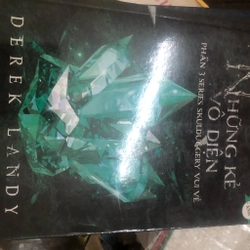 NHỮNG KẺ
VÔ DIỆN
PHẦN 3 SERIES SKULDUGGERY VUI VẺ
DEREK LANDY